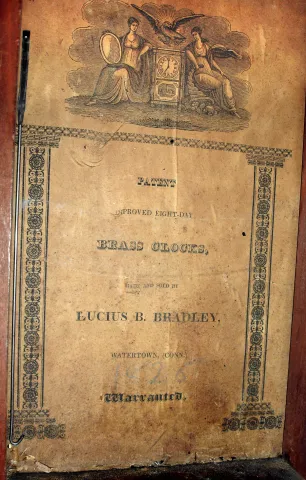 PATENT
IMPROVED EIGHT-DAY
BRASS CLOCKS,
MADE AND SOLD BY
LUCIUS B. BRADLEY,
WATERTOWN, CONN.
Warranted.